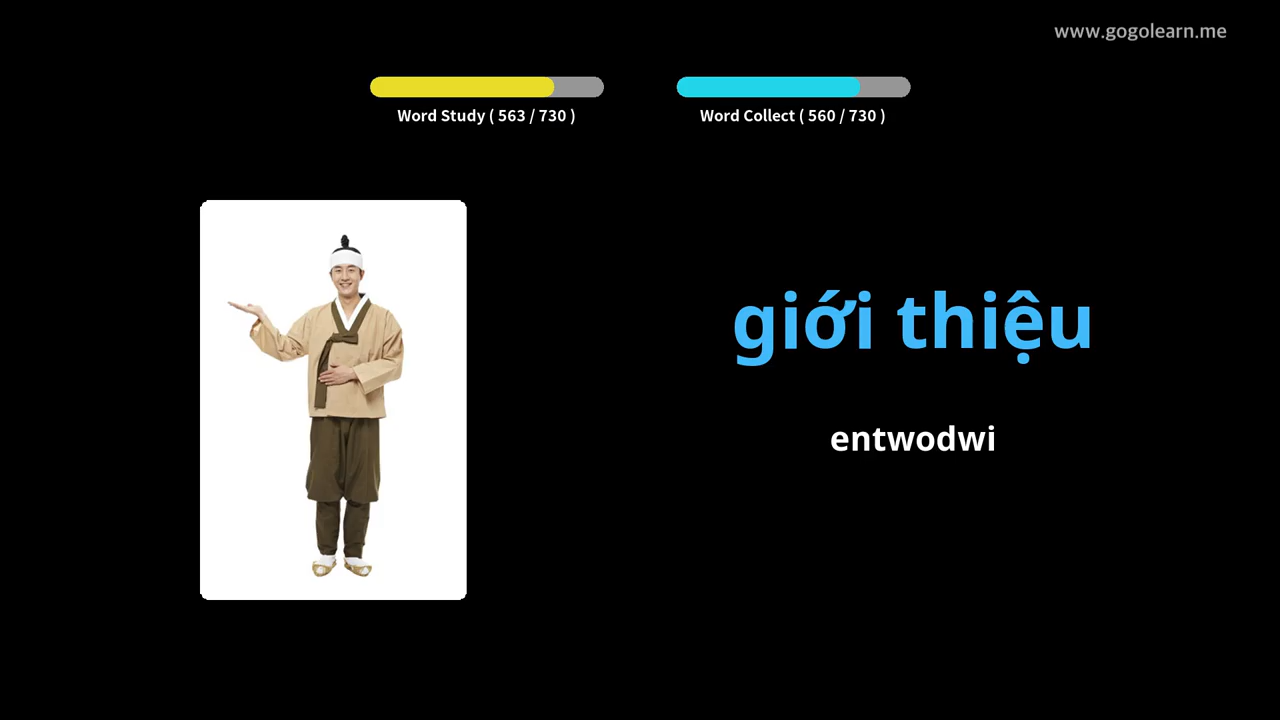 www.gogolearn.me
Word Study ( 563 / 730 )
Word Collect ( 560 / 730 )
giới thiệu
entwodwi